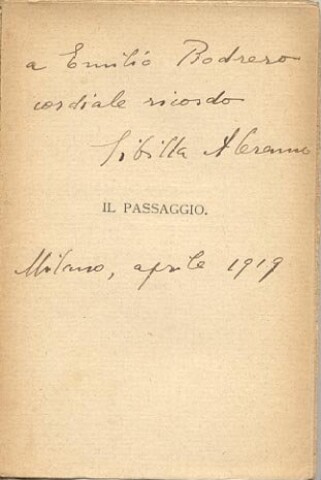 a Emilio Bodrero
cordiale ricordo
Sibilla Aleramo
IL PASSAGGIO.
Milano, aprile 1919